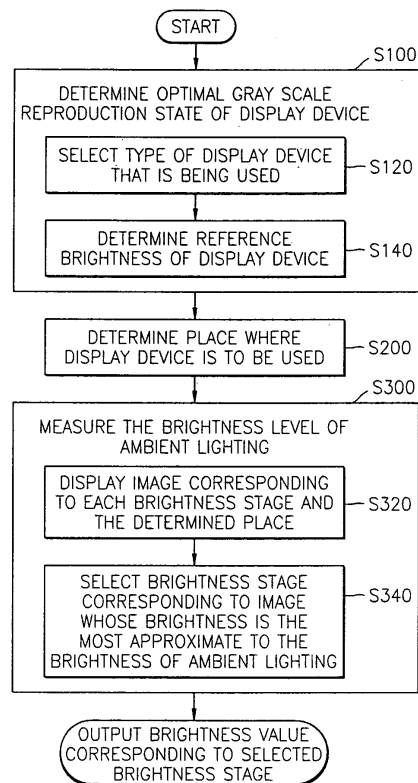 START
S100
DETERMINE OPTIMAL GRAY SCALE
REPRODUCTION STATE OF DISPLAY DEVICE
SELECT TYPE OF DISPLAY DEVICE
THAT IS BEING USED
S120
DETERMINE REFERENCE
BRIGHTNESS OF DISPLAY DEVICE
S140
DETERMINE PLACE WHERE
DISPLAY DEVICE IS TO BE USED
S200
S300
MEASURE THE BRIGHTNESS LEVEL OF
AMBIENT LIGHTING
DISPLAY IMAGE CORRESPONDING
TO EACH BRIGHTNESS STAGE AND
THE DETERMINED PLACE
S320
SELECT BRIGHTNESS STAGE
CORRESPONDING TO IMAGE
WHOSE BRIGHTNESS IS THE
MOST APPROXIMATE TO THE
BRIGHTNESS OF AMBIENT LIGHTING
S340
OUTPUT BRIGHTNESS VALUE
CORRESPONDING TO SELECTED
BRIGHTNESS STAGE